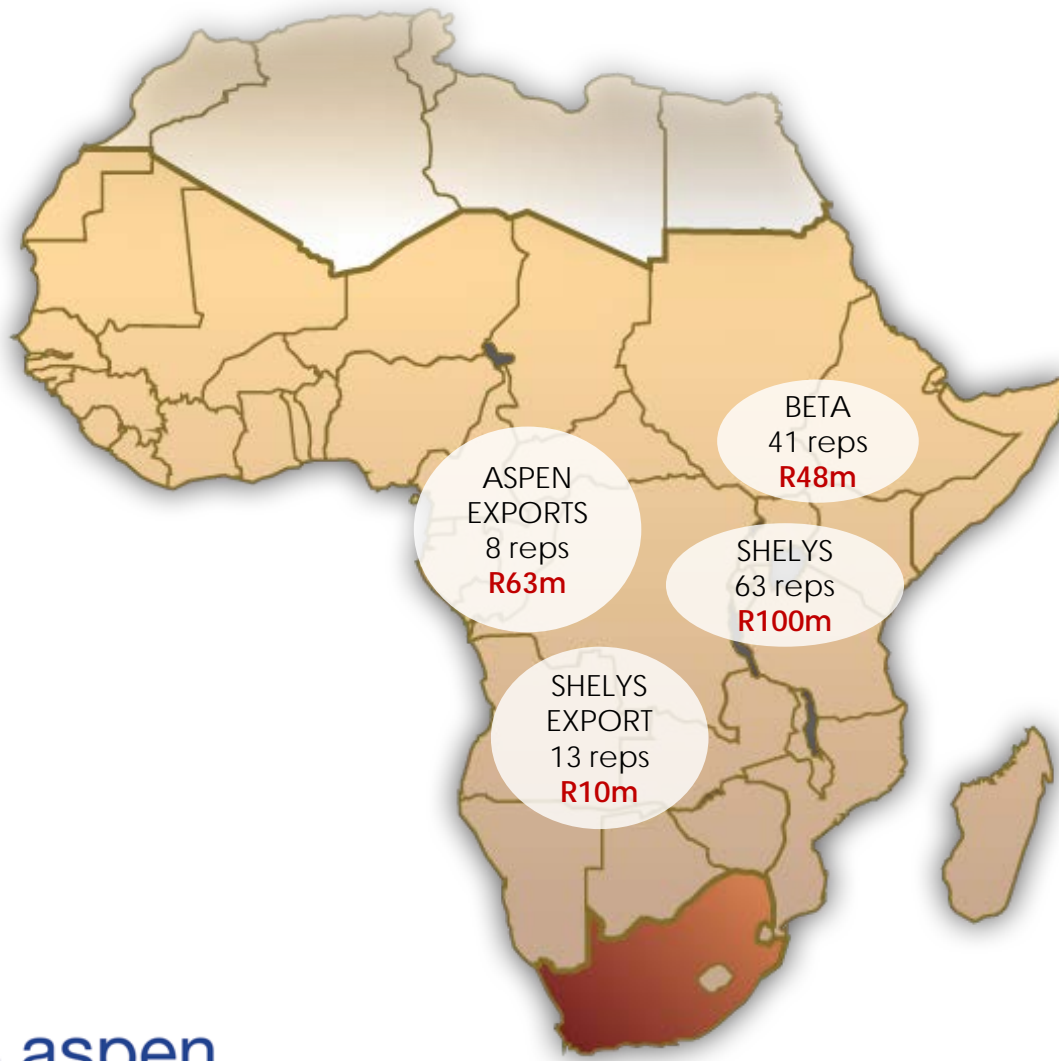 BETA
41 reps
R48m
ASPEN
EXPORTS
8 reps
R63m
SHELYS
63 reps
R100m
SHELYS
EXPORT
13 reps
R10m
aspen